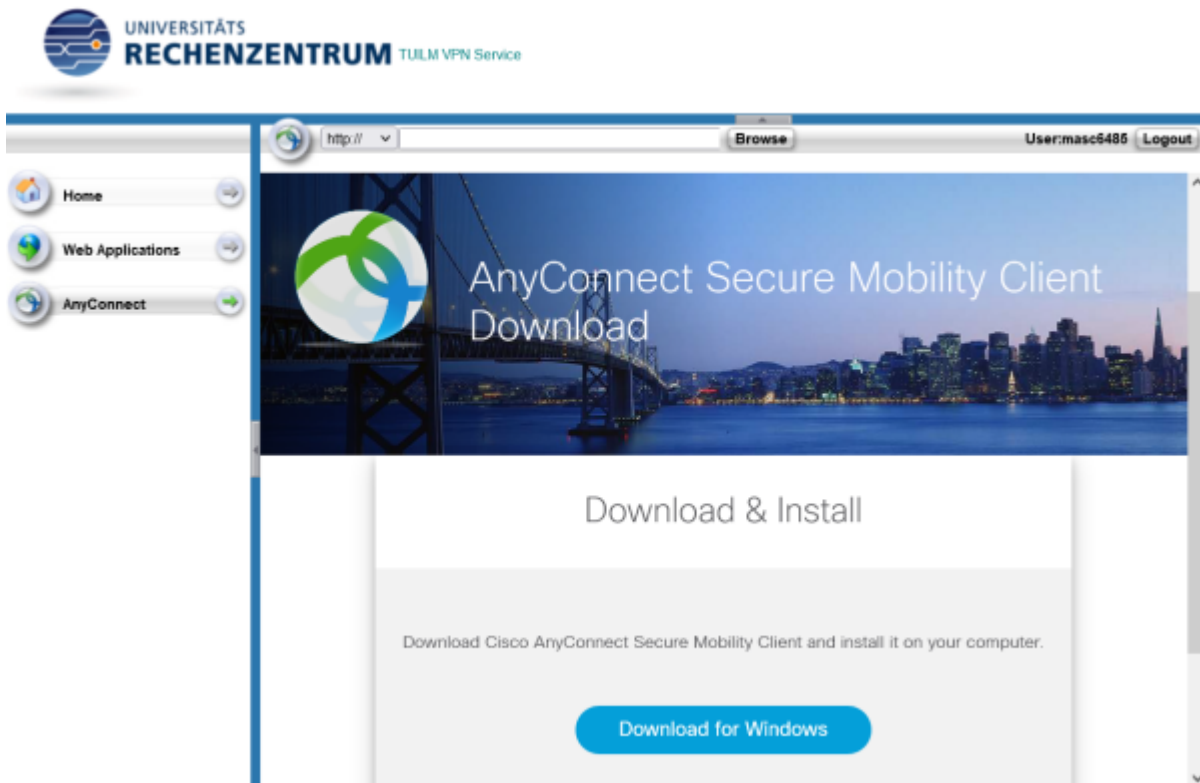 UNIVERSITÄTS
RECHENZENTRUM TUILM VPN Service
http:// Browse User:masc6485 Logout
Home
Web Applications
AnyConnect
AnyConnect Secure Mobility Client
Download
Download & Install
Download Cisco AnyConnect Secure Mobility Client and install it on your computer.
Download for Windows